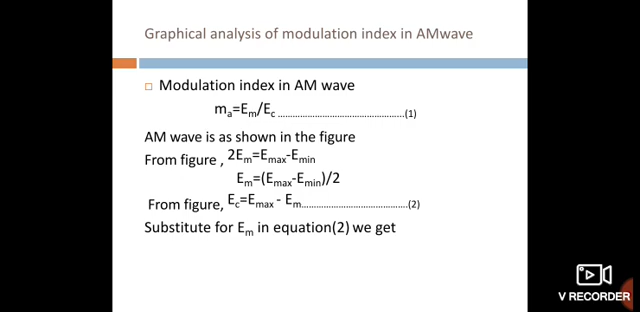 Graphical analysis of modulation index in AMwave
Modulation index in AM wave
mₐ=Eₘ/E꜀ ......................................................(1)
AM wave is as shown in the figure
From figure , 2Eₘ=Eₘₐₓ-Eₘᵢₙ
Eₘ=(Eₘₐₓ-Eₘᵢₙ)/2
From figure, E꜀=Eₘₐₓ - Eₘ..............................................(2)
Substitute for Eₘ in equation(2) we get
V RECORDER